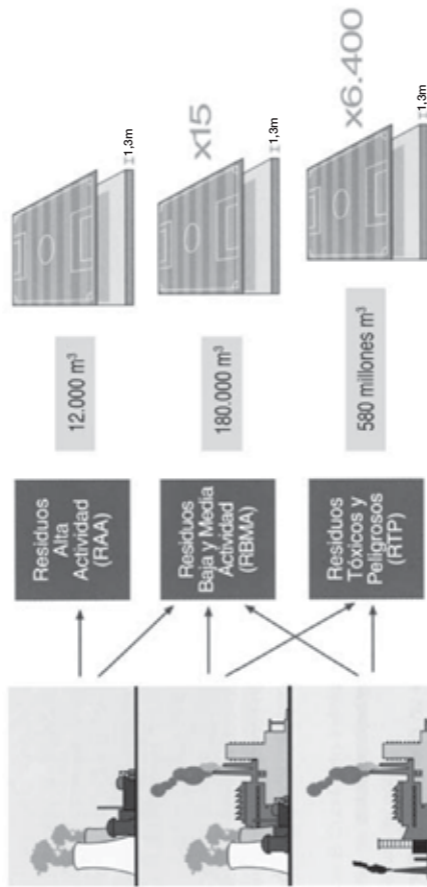 Residuos
Alta
Actividad
(RAA)
12.000 m³
1,3m
Residuos
Baja y Media
Actividad
(RBMA)
180.000 m³
x15
1,3m
Residuos
Tóxicos y
Peligrosos
(RTP)
580 millones m³
x6.400
1,3m